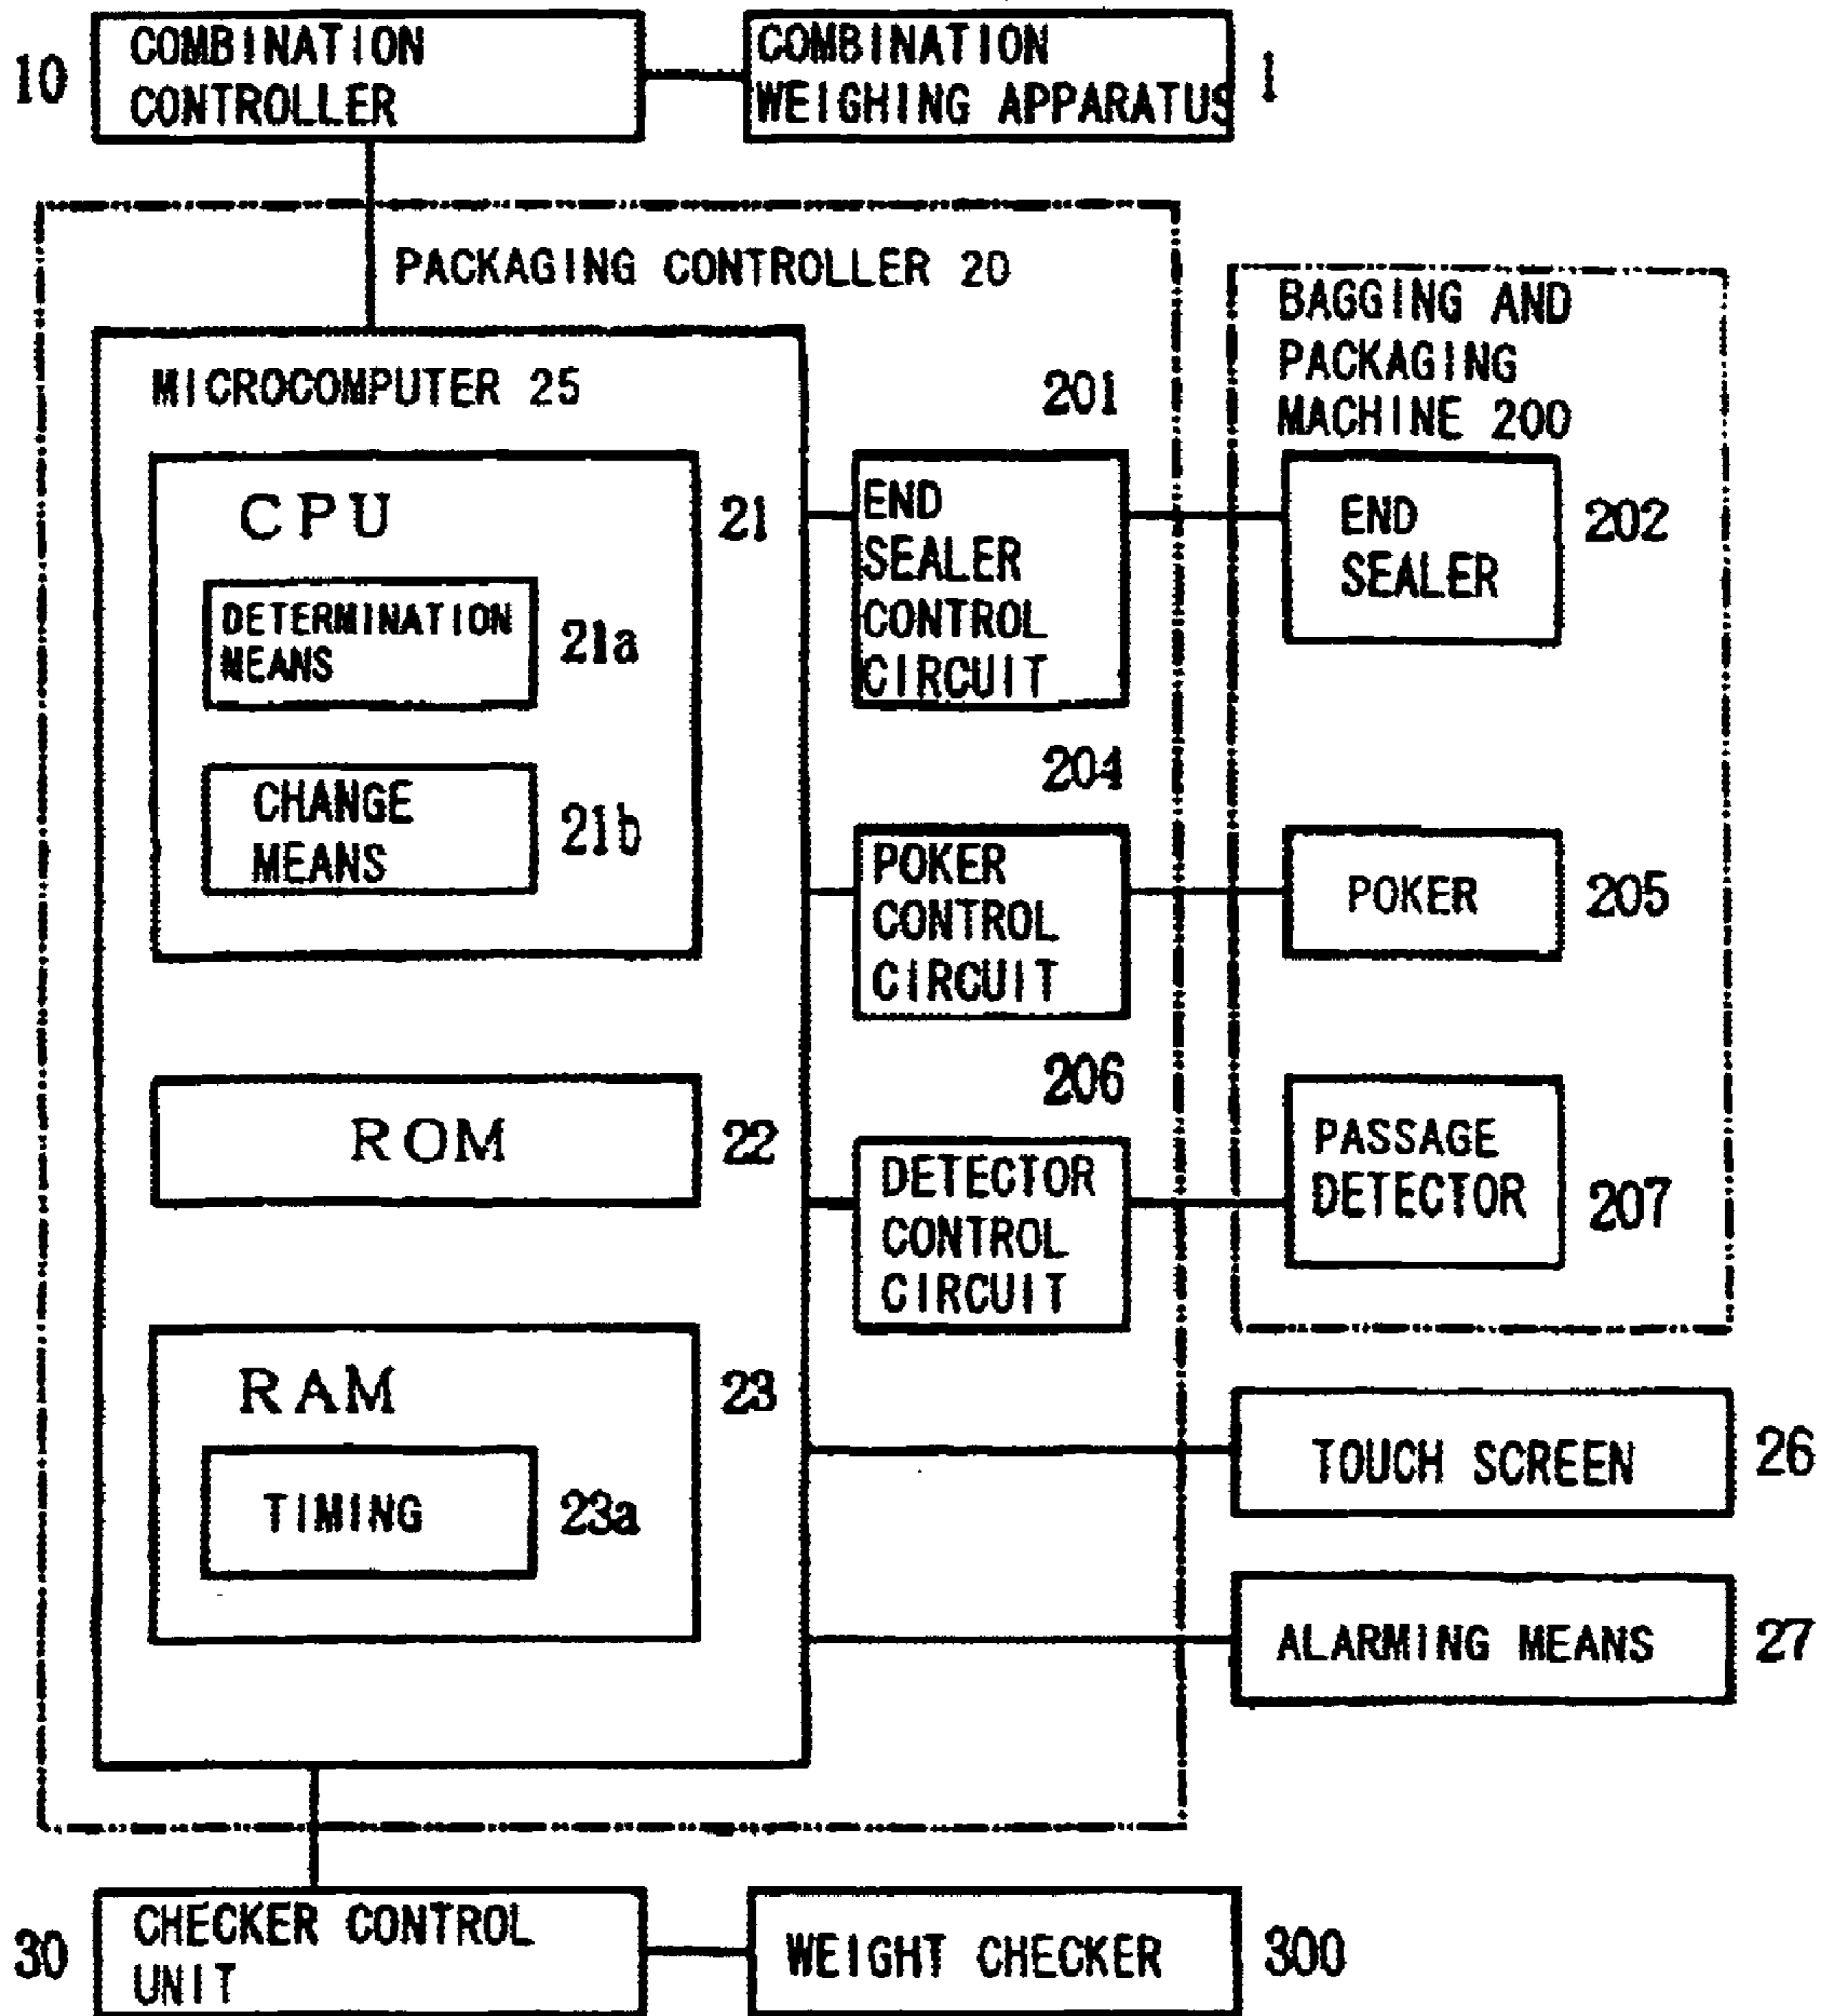 COMBINATION
CONTROLLER
10
COMBINATION
WEIGHING APPARATUS
1
PACKAGING CONTROLLER 20
MICROCOMPUTER 25
CPU
21
DETERMINATION
MEANS
21a
CHANGE
MEANS
21b
ROM
22
RAM
23
TIMING
23a
201
END
SEALER
CONTROL
CIRCUIT
204
POKER
CONTROL
CIRCUIT
206
DETECTOR
CONTROL
CIRCUIT
BAGGING AND
PACKAGING
MACHINE 200
END
SEALER
202
POKER
205
PASSAGE
DETECTOR
207
TOUCH SCREEN
26
ALARMING MEANS
27
CHECKER CONTROL
UNIT
30
WEIGHT CHECKER
300